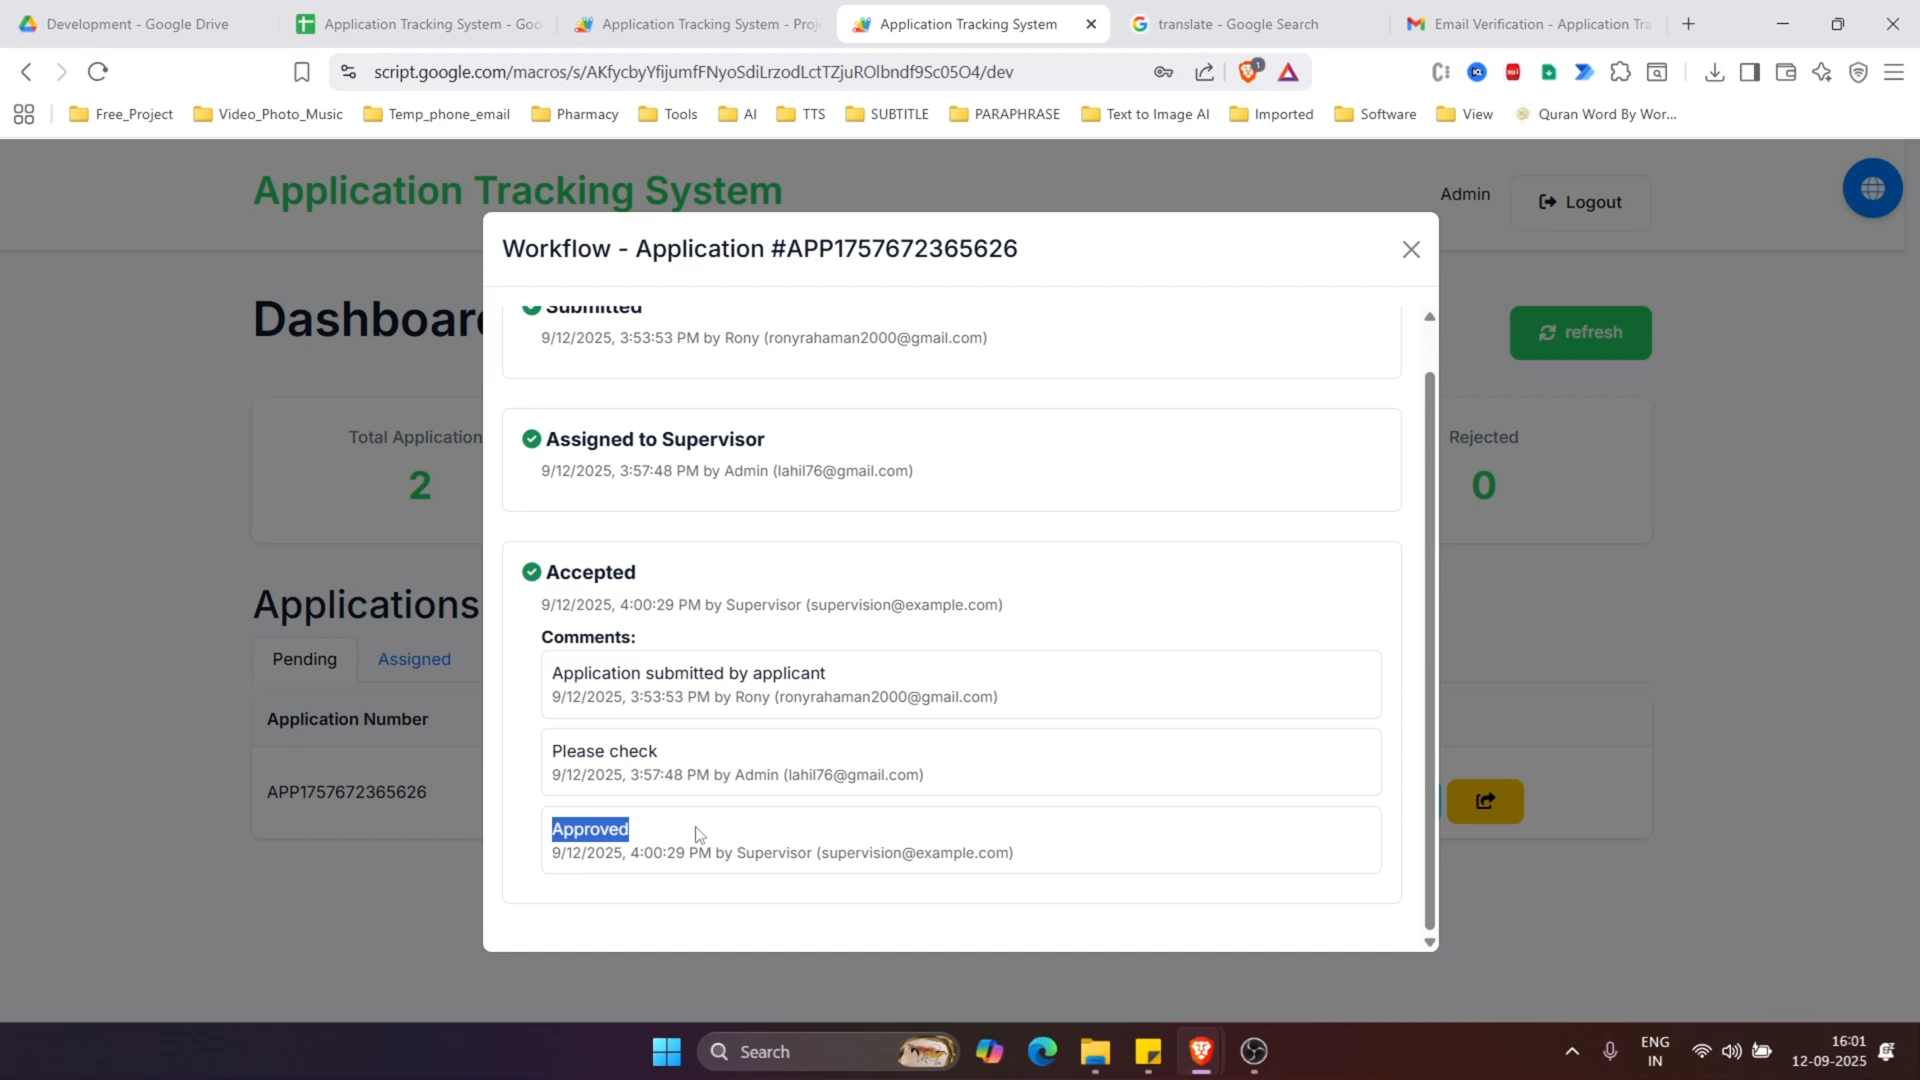 Development - Google Drive
Application Tracking System - Goo
Application Tracking System - Proj
Application Tracking System
translate - Google Search
Email Verification - Application Tra
script.google.com/macros/s/AKfycbyYfijumfFNyoSdiLrzodLctTZjuROlbndf9Sc05O4/dev
Free_Project
Video_Photo_Music
Temp_phone_email
Pharmacy
Tools
AI
TTS
SUBTITLE
PARAPHRASE
Text to Image AI
Imported
Software
View
Quran Word By Wor...
Application Tracking System
Admin
Logout
Dashboar
refresh
Total Application
2
Rejected
0
Applications
Pending
Assigned
Application Number
APP1757672365626
Workflow - Application #APP1757672365626
Submitted
9/12/2025, 3:53:53 PM by Rony (ronyrahaman2000@gmail.com)
Assigned to Supervisor
9/12/2025, 3:57:48 PM by Admin (lahil76@gmail.com)
Accepted
9/12/2025, 4:00:29 PM by Supervisor (supervision@example.com)
Comments:
Application submitted by applicant
9/12/2025, 3:53:53 PM by Rony (ronyrahaman2000@gmail.com)
Please check
9/12/2025, 3:57:48 PM by Admin (lahil76@gmail.com)
Approved
9/12/2025, 4:00:29 PM by Supervisor (supervision@example.com)
Search
ENG
IN
16:01
12-09-2025